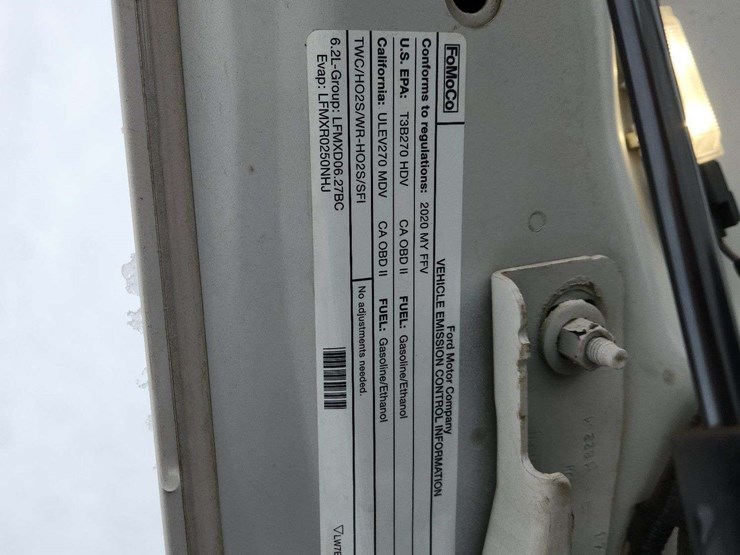 FoMoCo
Ford Motor Company
VEHICLE EMISSION CONTROL INFORMATION
Conforms to regulations: 2020 MY FFV
U.S. EPA: T3B270 HDV CA OBD II FUEL: Gasoline/Ethanol
California: ULEV270 MDV CA OBD II FUEL: Gasoline/Ethanol
TWC/HO2S/WR-HO2S/SFI
No adjustments needed.
6.2L-Group: LFMXD06.27BC
Evap: LFMXR0250NHJ